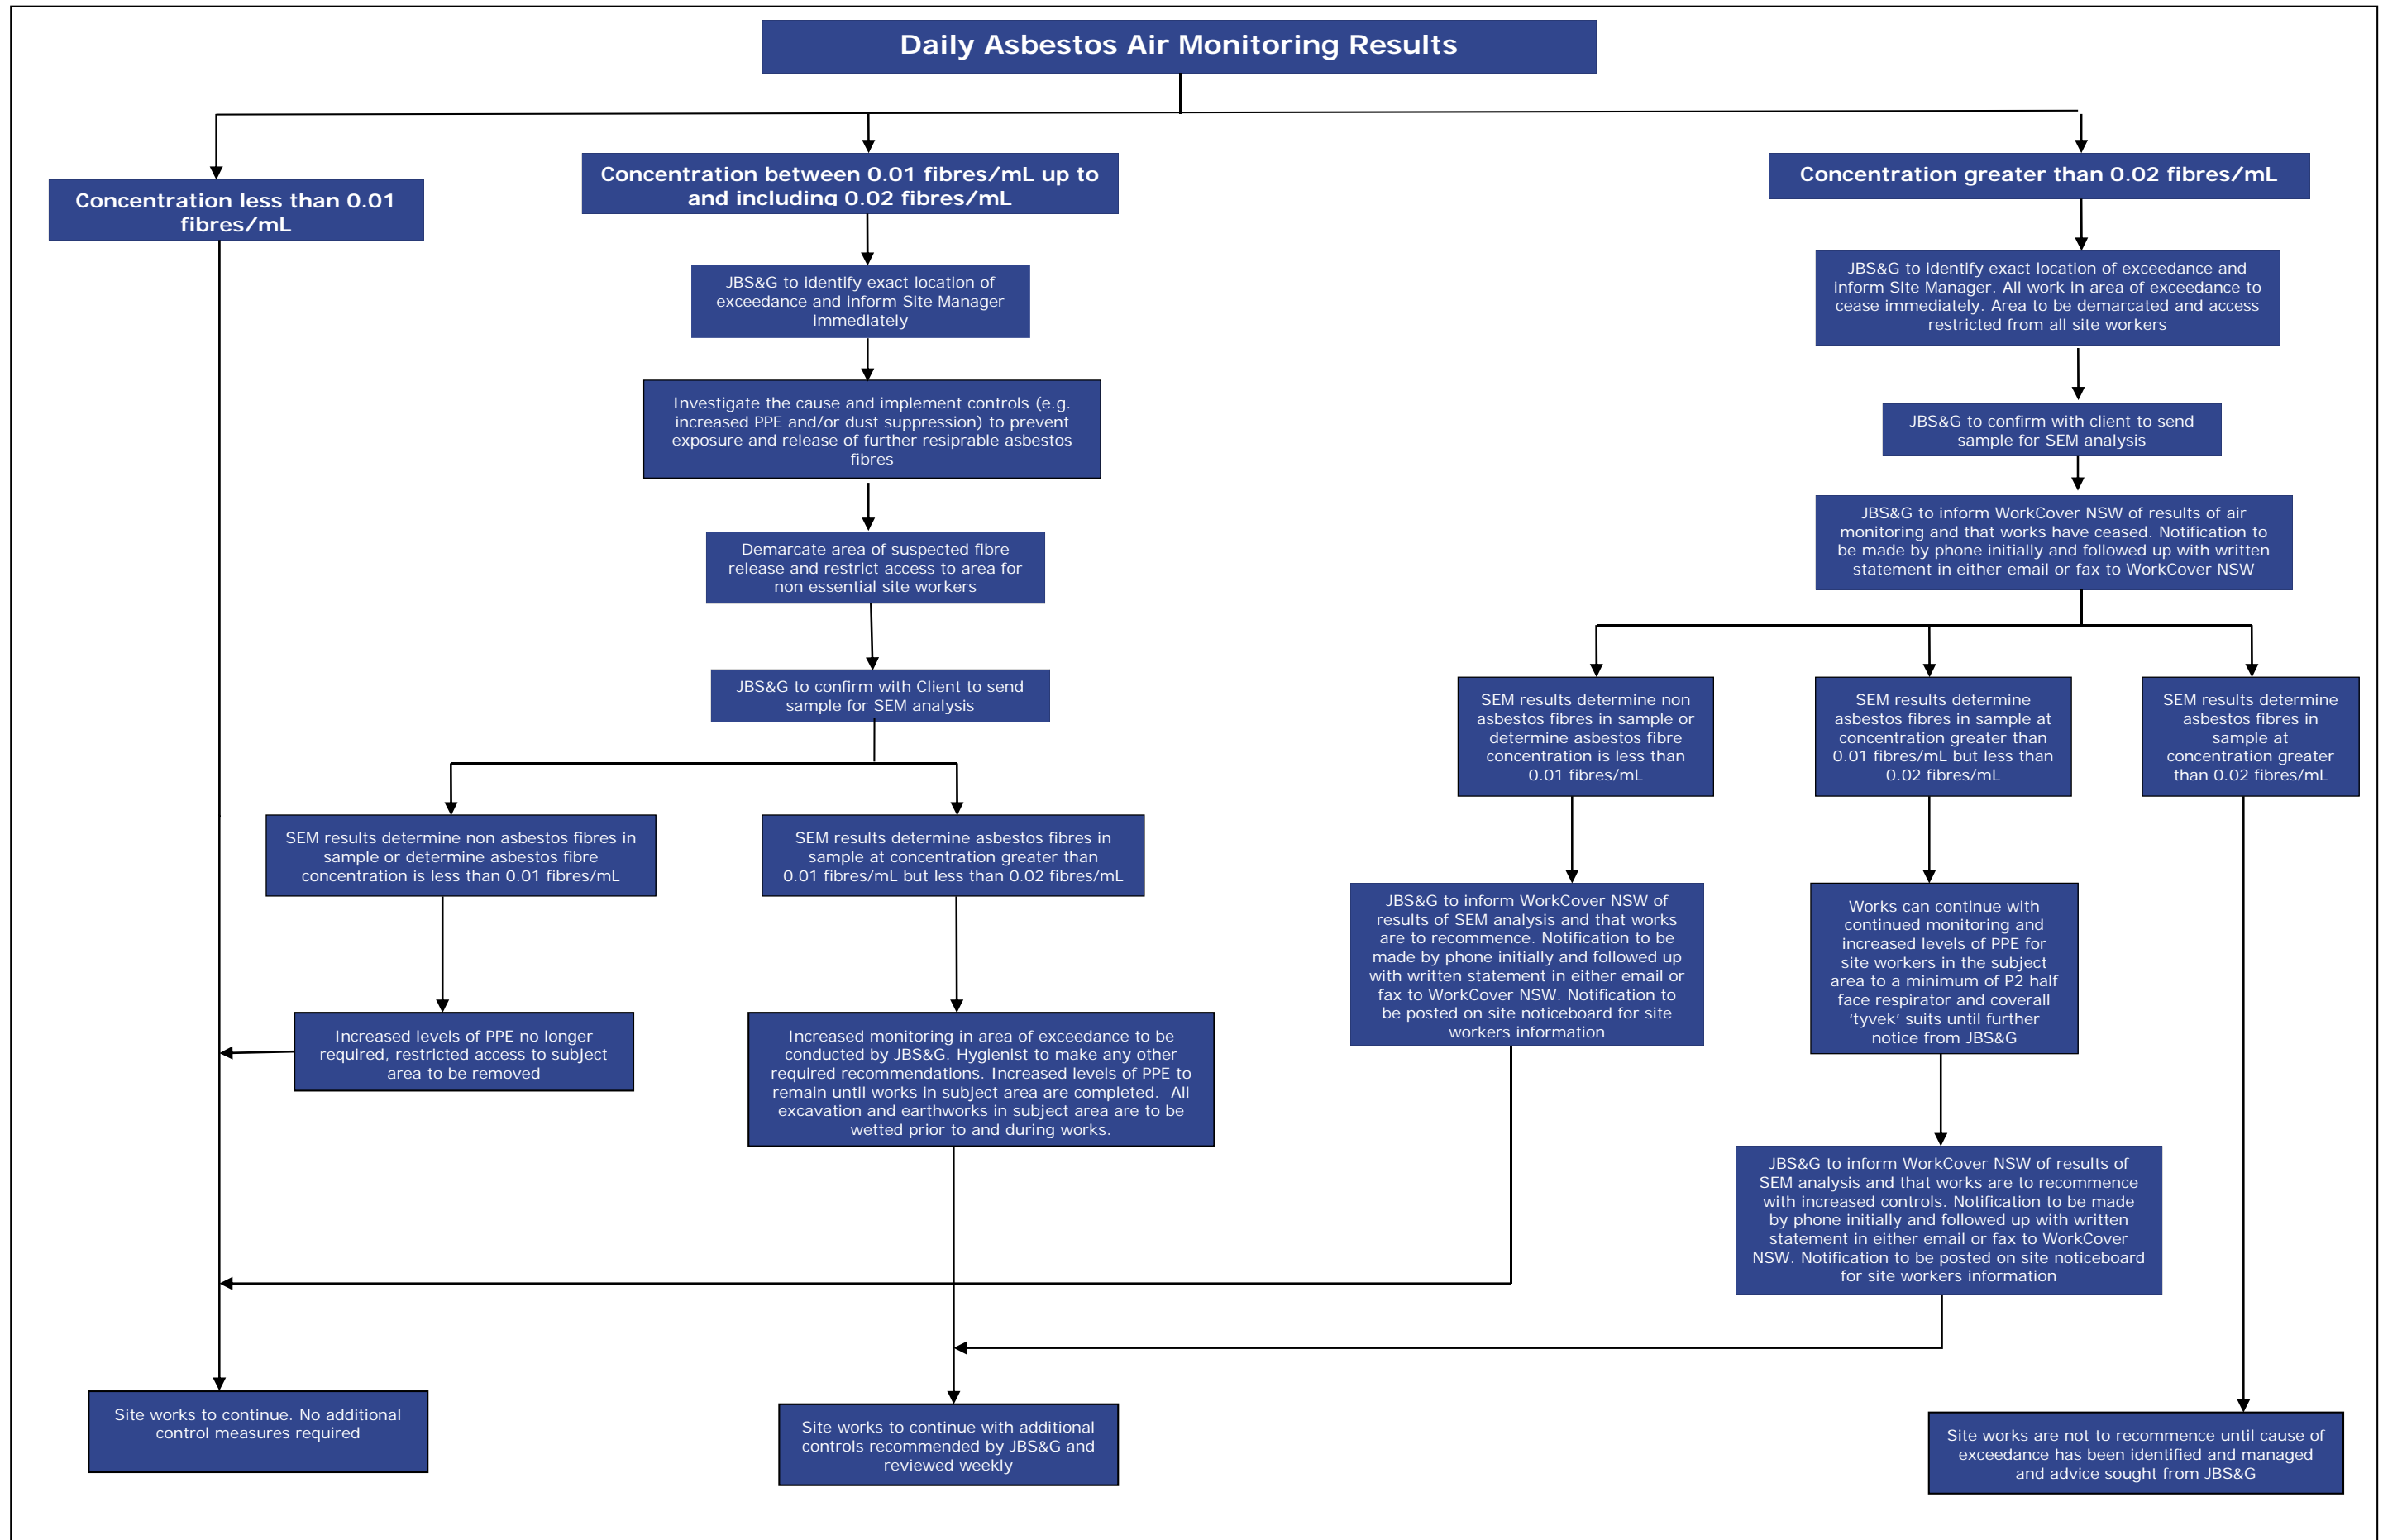 Daily Asbestos Air Monitoring Results
Concentration less than 0.01
fibres/mL
Concentration between 0.01 fibres/mL up to
and including 0.02 fibres/mL
Concentration greater than 0.02 fibres/mL
JBS&G to identify exact location of
exceedance and inform Site Manager
immediately
Investigate the cause and implement controls (e.g.
increased PPE and/or dust suppression) to prevent
exposure and release of further resiprable asbestos
fibres
Demarcate area of suspected fibre
release and restrict access to area for
non essential site workers
JBS&G to confirm with Client to send
sample for SEM analysis
SEM results determine non asbestos fibres in
sample or determine asbestos fibre
concentration is less than 0.01 fibres/mL
SEM results determine asbestos fibres in
sample at concentration greater than
0.01 fibres/mL but less than 0.02 fibres/mL
Increased levels of PPE no longer
required, restricted access to subject
area to be removed
Increased monitoring in area of exceedance to be
conducted by JBS&G. Hygienist to make any other
required recommendations. Increased levels of PPE to
remain until works in subject area are completed.  All
excavation and earthworks in subject area are to be
wetted prior to and during works.
JBS&G to identify exact location of exceedance and
inform Site Manager. All work in area of exceedance to
cease immediately. Area to be demarcated and access
restricted from all site workers
JBS&G to confirm with client to send
sample for SEM analysis
JBS&G to inform WorkCover NSW of results of air
monitoring and that works have ceased. Notification to
be made by phone initially and followed up with written
statement in either email or fax to WorkCover NSW
SEM results determine non
asbestos fibres in sample or
determine asbestos fibre
concentration is less than
0.01 fibres/mL
SEM results determine
asbestos fibres in sample at
concentration greater than
0.01 fibres/mL but less than
0.02 fibres/mL
SEM results determine
asbestos fibres in
sample at
concentration greater
than 0.02 fibres/mL
JBS&G to inform WorkCover NSW of
results of SEM analysis and that works
are to recommence. Notification to be
made by phone initially and followed up
with written statement in either email or
fax to WorkCover NSW. Notification to
be posted on site noticeboard for site
workers information
Works can continue with
continued monitoring and
increased levels of PPE for
site workers in the subject
area to a minimum of P2 half
face respirator and coverall
‘tyvek’ suits until further
notice from JBS&G
JBS&G to inform WorkCover NSW of results of
SEM analysis and that works are to recommence
with increased controls. Notification to be made
by phone initially and followed up with written
statement in either email or fax to WorkCover
NSW. Notification to be posted on site noticeboard
for site workers information
Site works to continue. No additional
control measures required
Site works to continue with additional
controls recommended by JBS&G and
reviewed weekly
Site works are not to recommence until cause of
exceedance has been identified and managed
and advice sought from JBS&G